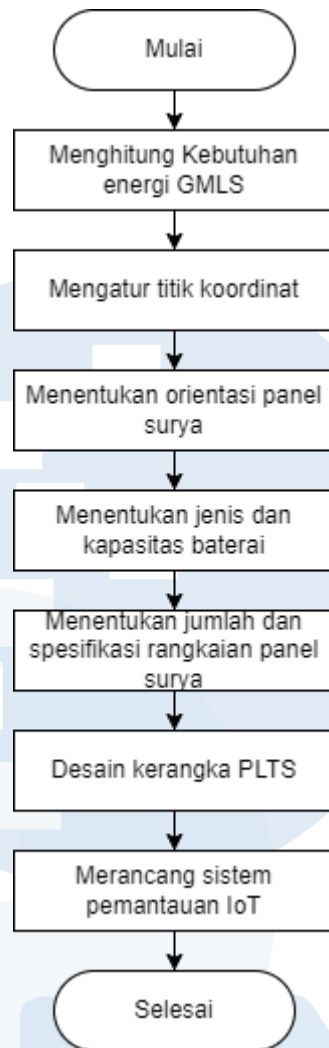 Mulai
Menghitung Kebutuhan
energi GMLS
Mengatur titik koordinat
Menentukan orientasi panel
surya
Menentukan jenis dan
kapasitas baterai
Menentukan jumlah dan
spesifikasi rangkaian panel
surya
Desain kerangka PLTS
Merancang sistem
pemantauan IoT
Selesai